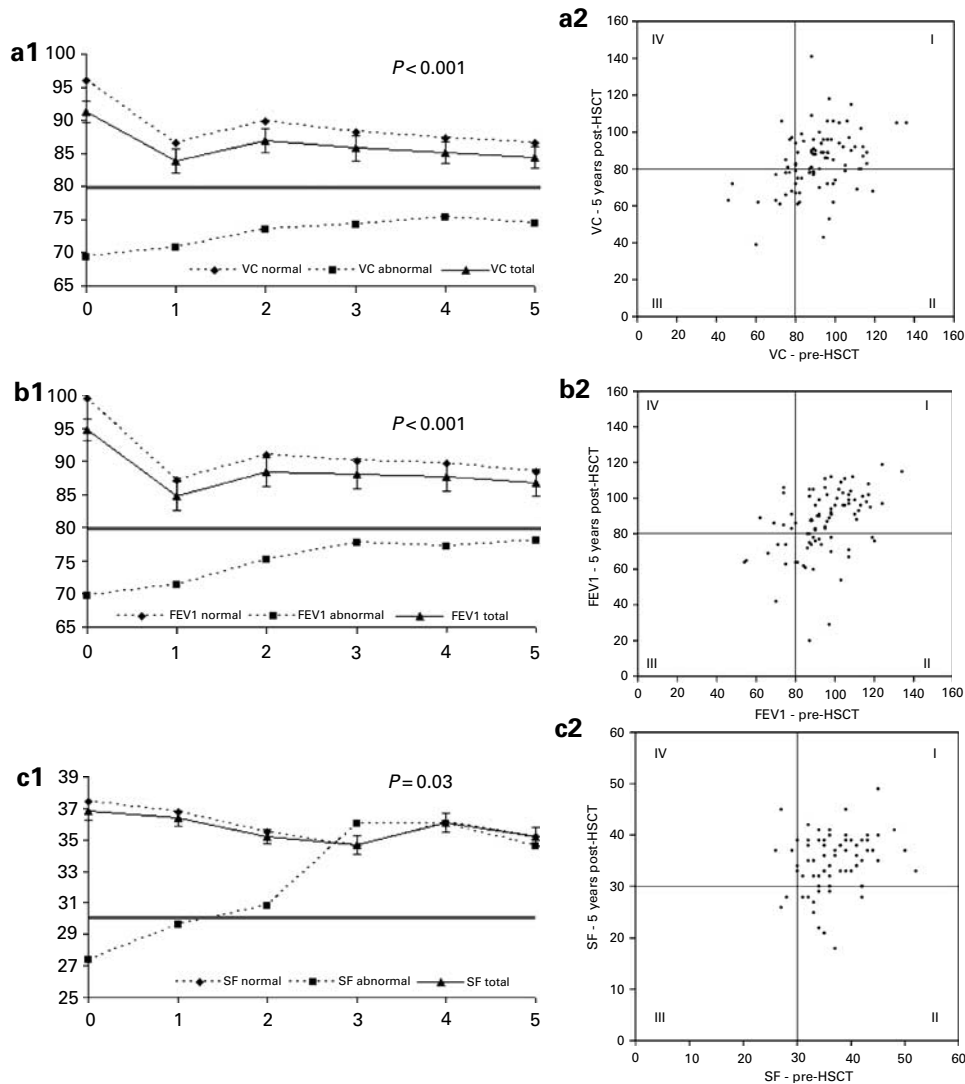 a1
P < 0.001
100
95
90
85
80
75
70
65
VC normal VC abnormal VC total
0 1 2 3 4 5
a2
160
140
120
100
80
60
40
20
0
IV I
III II
VC - 5 years post-HSCT
0 20 40 60 80 100 120 140 160
VC - pre-HSCT
b1
P < 0.001
100
95
90
85
80
75
70
65
FEV1 normal FEV1 abnormal FEV1 total
0 1 2 3 4 5
b2
160
140
120
100
80
60
40
20
0
IV I
III II
FEV1 - 5 years post-HSCT
0 20 40 60 80 100 120 140 160
FEV1 - pre-HSCT
c1
P = 0.03
39
37
35
33
31
29
27
25
SF normal SF abnormal SF total
0 1 2 3 4 5
c2
60
50
40
30
20
10
0
IV I
III II
SF - 5 years post-HSCT
0 10 20 30 40 50 60
SF - pre-HSCT